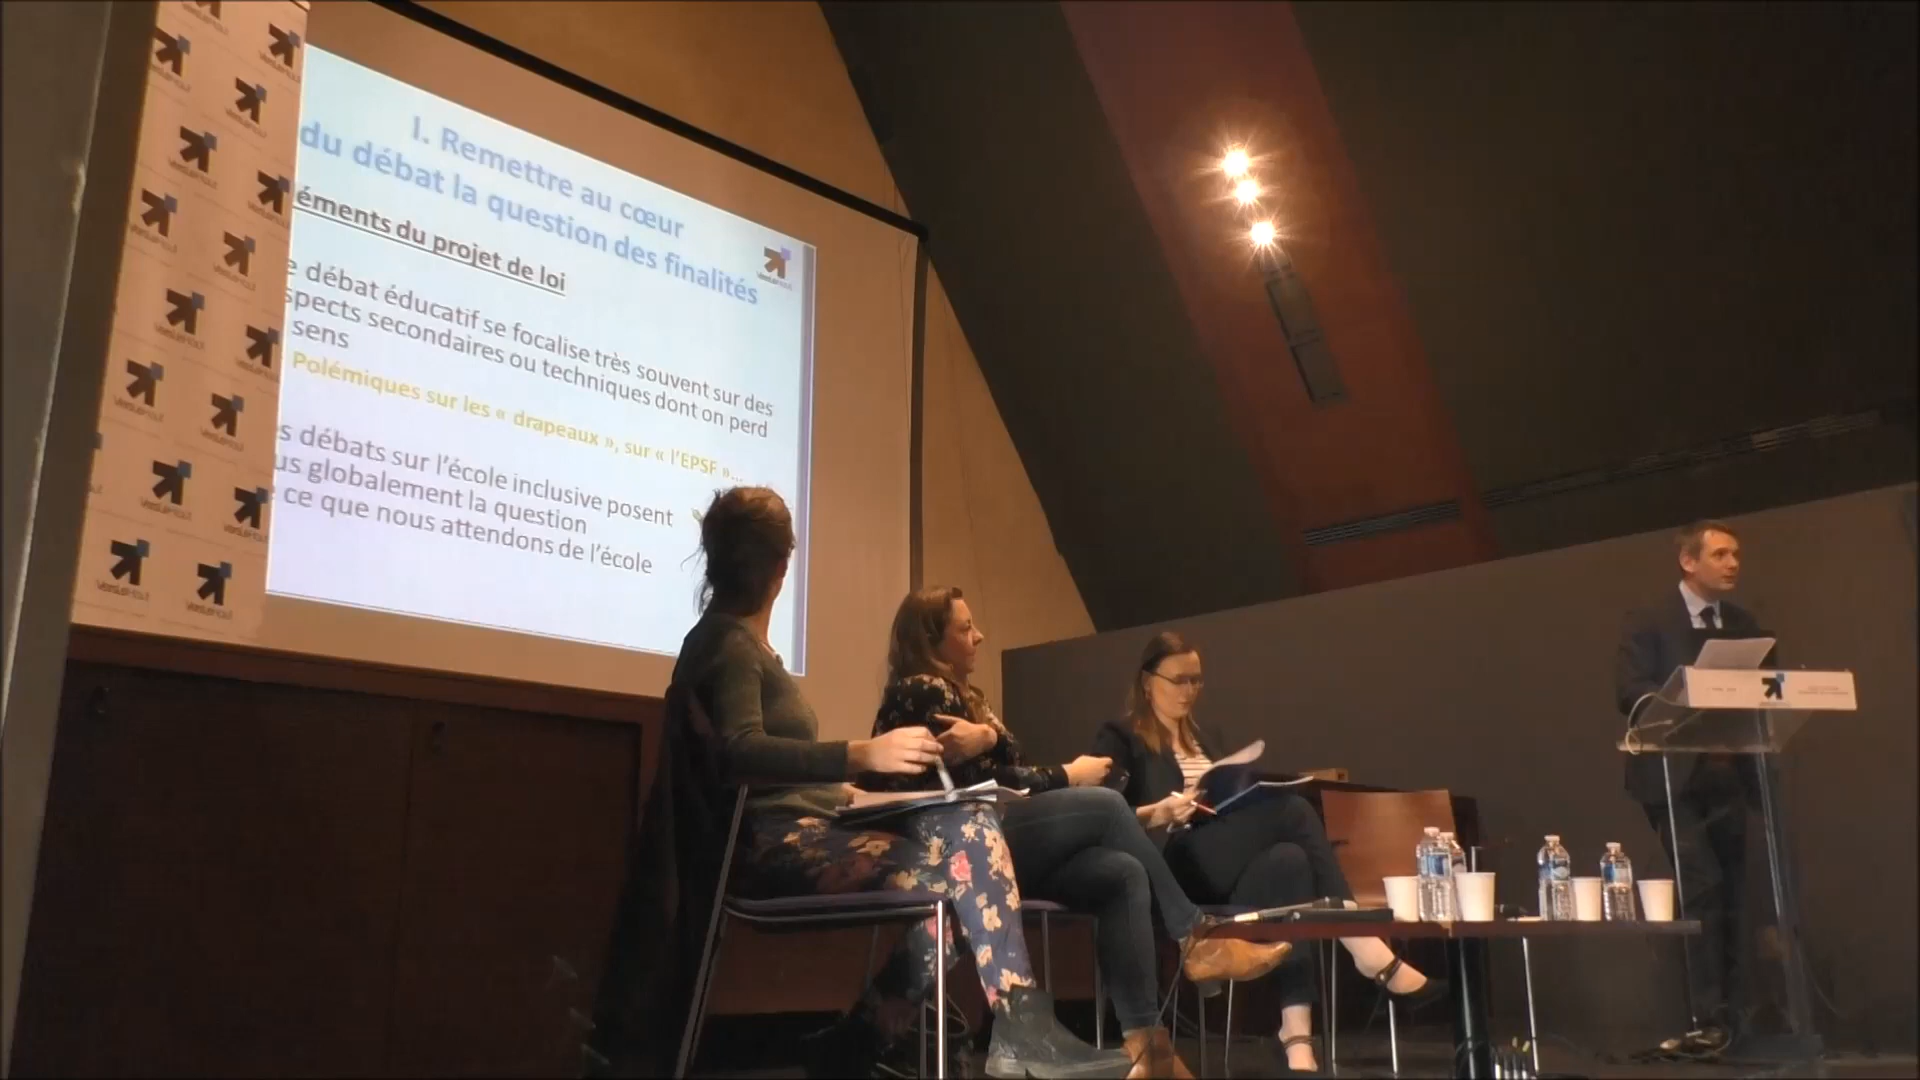 I. Remettre au cœur
du débat la question des finalités
éments du projet de loi
e débat éducatif se focalise très souvent sur des
spects secondaires ou techniques dont on perd
sens
Polémiques sur les « drapeaux », sur « l'EPSF »...
s débats sur l'école inclusive posent
us globalement la question
ce que nous attendons de l'école
VersLeHaut